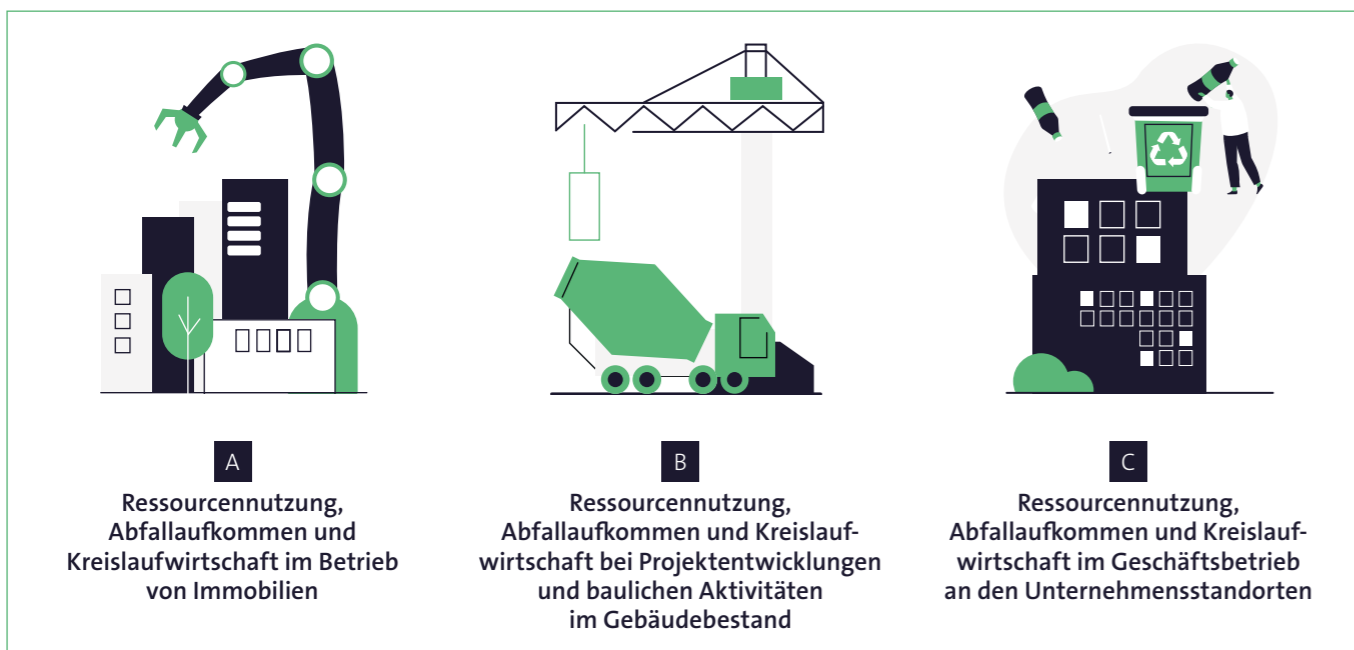 A
Ressourcennutzung,
Abfallaufkommen und
Kreislaufwirtschaft im Betrieb
von Immobilien
B
Ressourcennutzung,
Abfallaufkommen und Kreislauf-
wirtschaft bei Projektentwicklungen
und baulichen Aktivitäten
im Gebäudebestand
C
Ressourcennutzung,
Abfallaufkommen und Kreislauf-
wirtschaft im Geschäftsbetrieb
an den Unternehmensstandorten